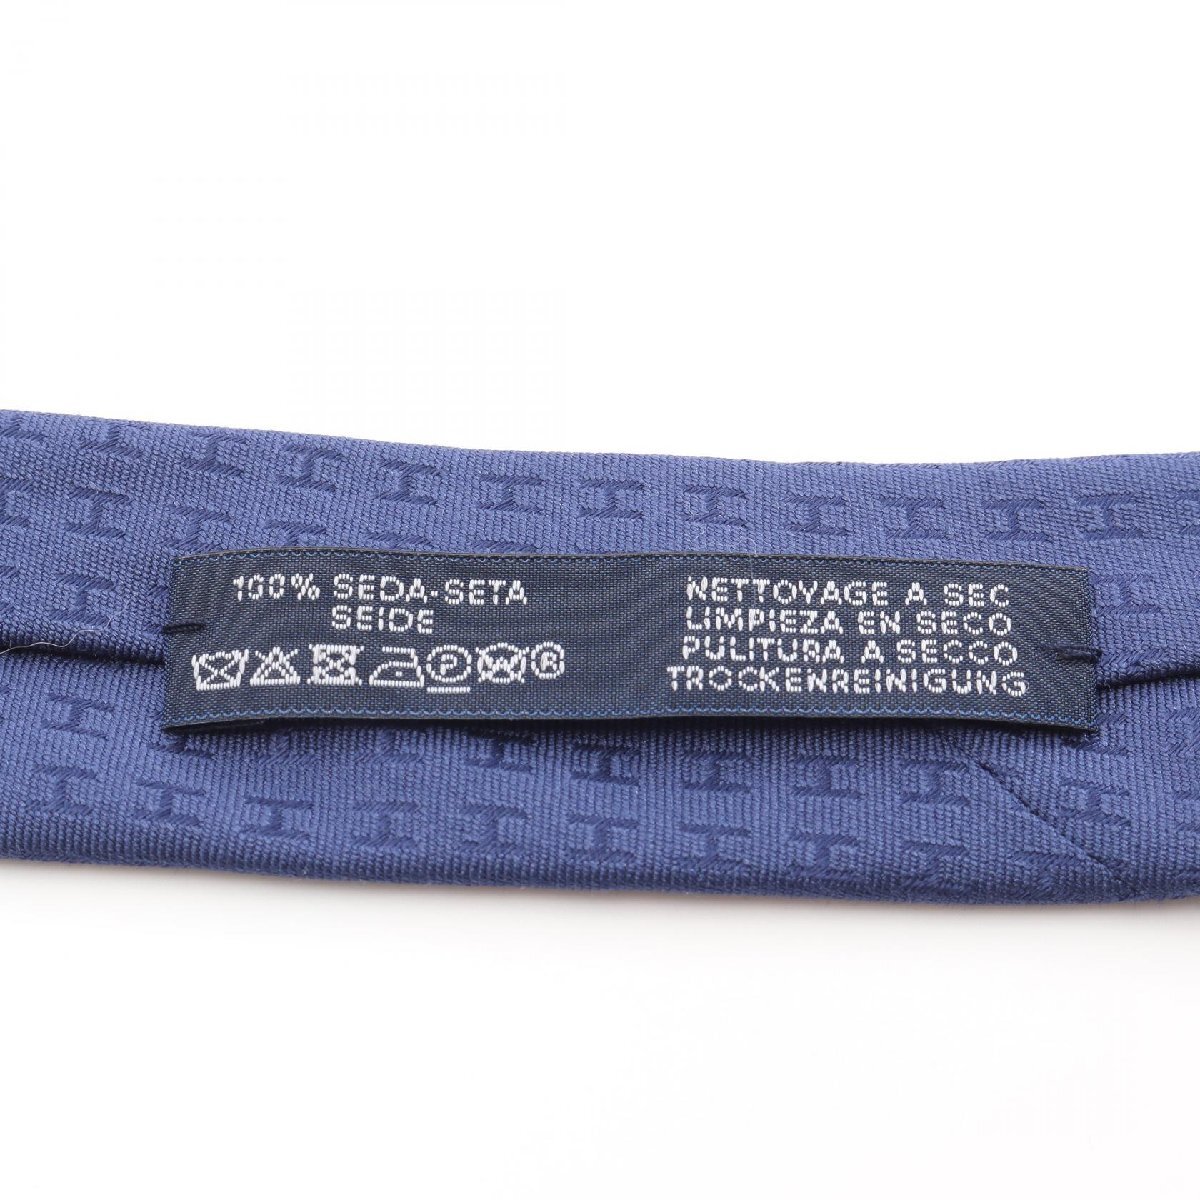 100% SEDA-SETA
SEIDE
P W R
NETTOYAGE A SEC
LIMPIEZA EN SECO
PULITURA A SECCO
TROCKENREINIGUNG